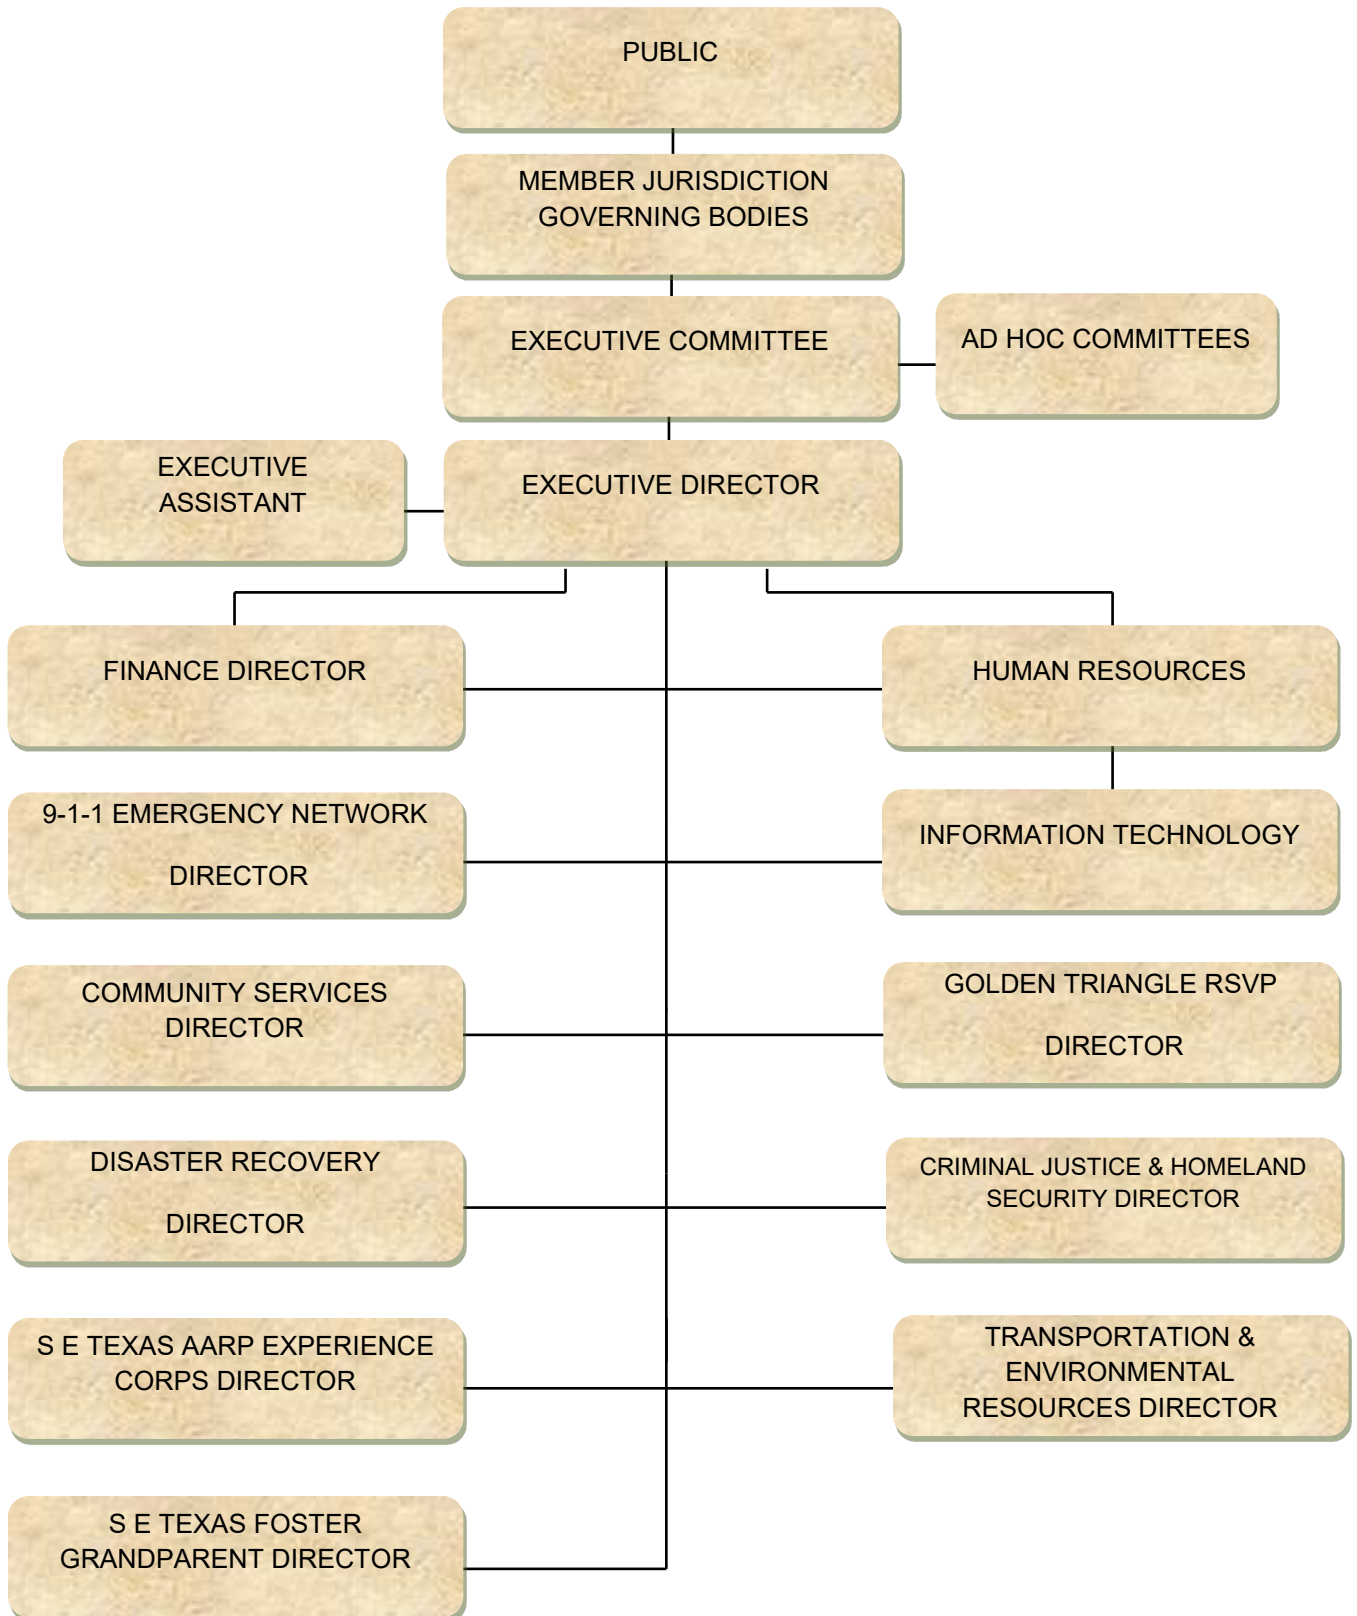 PUBLIC
MEMBER JURISDICTION
GOVERNING BODIES
EXECUTIVE COMMITTEE
AD HOC COMMITTEES
EXECUTIVE
ASSISTANT
EXECUTIVE DIRECTOR
FINANCE DIRECTOR
HUMAN RESOURCES
9-1-1 EMERGENCY NETWORK
DIRECTOR
INFORMATION TECHNOLOGY
COMMUNITY SERVICES
DIRECTOR
GOLDEN TRIANGLE RSVP
DIRECTOR
DISASTER RECOVERY
DIRECTOR
CRIMINAL JUSTICE & HOMELAND
SECURITY DIRECTOR
S E TEXAS AARP EXPERIENCE
CORPS DIRECTOR
TRANSPORTATION &
ENVIRONMENTAL
RESOURCES DIRECTOR
S E TEXAS FOSTER
GRANDPARENT DIRECTOR